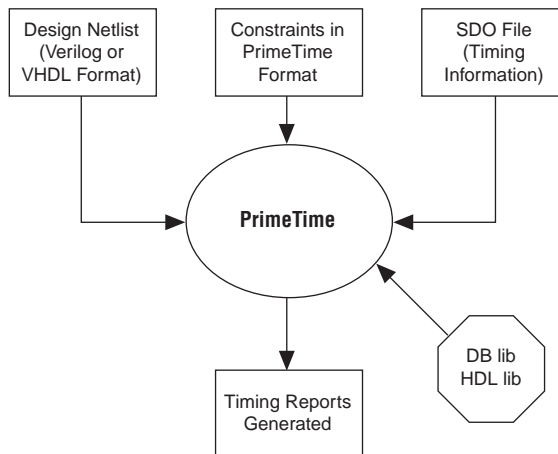 Design Netlist
(Verilog or
VHDL Format)
Constraints in
PrimeTime
Format
SDO File
(Timing
Information)
PrimeTime
DB lib
HDL lib
Timing Reports
Generated